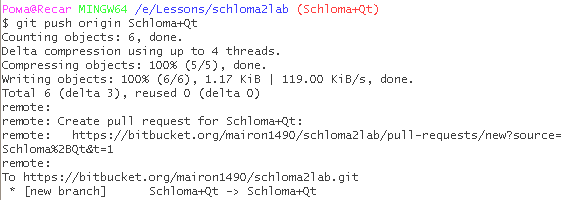 Рома@Recar MINGW64 /e/Lessons/schloma2lab (Schloma+Qt)
$ git push origin Schloma+Qt
Counting objects: 6, done.
Delta compression using up to 4 threads.
Compressing objects: 100% (5/5), done.
Writing objects: 100% (6/6), 1.17 KiB | 119.00 KiB/s, done.
Total 6 (delta 3), reused 0 (delta 0)
remote:
remote: Create pull request for Schloma+Qt:
remote:   https://bitbucket.org/mairon1490/schloma2lab/pull-requests/new?source=
Schloma%2BQt&t=1
remote:
To https://bitbucket.org/mairon1490/schloma2lab.git
 * [new branch]      Schloma+Qt -> Schloma+Qt